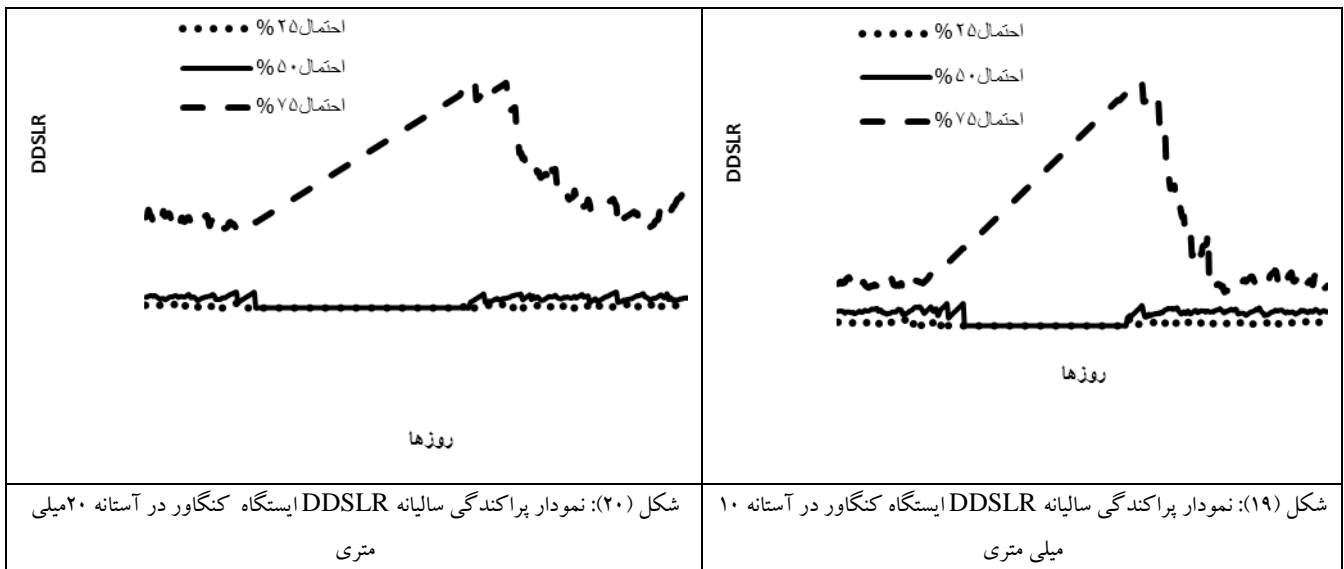 احتمال۲۵%
احتمال۵۰%
احتمال۷۵%
DDSLR
روزها
شکل (۱۹): نمودار پراکندگی سالیانه DDSLR ایستگاه کنگاور در آستانه ۱۰
میلی متری
احتمال۲۵%
احتمال۵۰%
احتمال۷۵%
DDSLR
روزها
شکل (۲۰): نمودار پراکندگی سالیانه DDSLR ایستگاه کنگاور در آستانه ۲۰میلی
متری